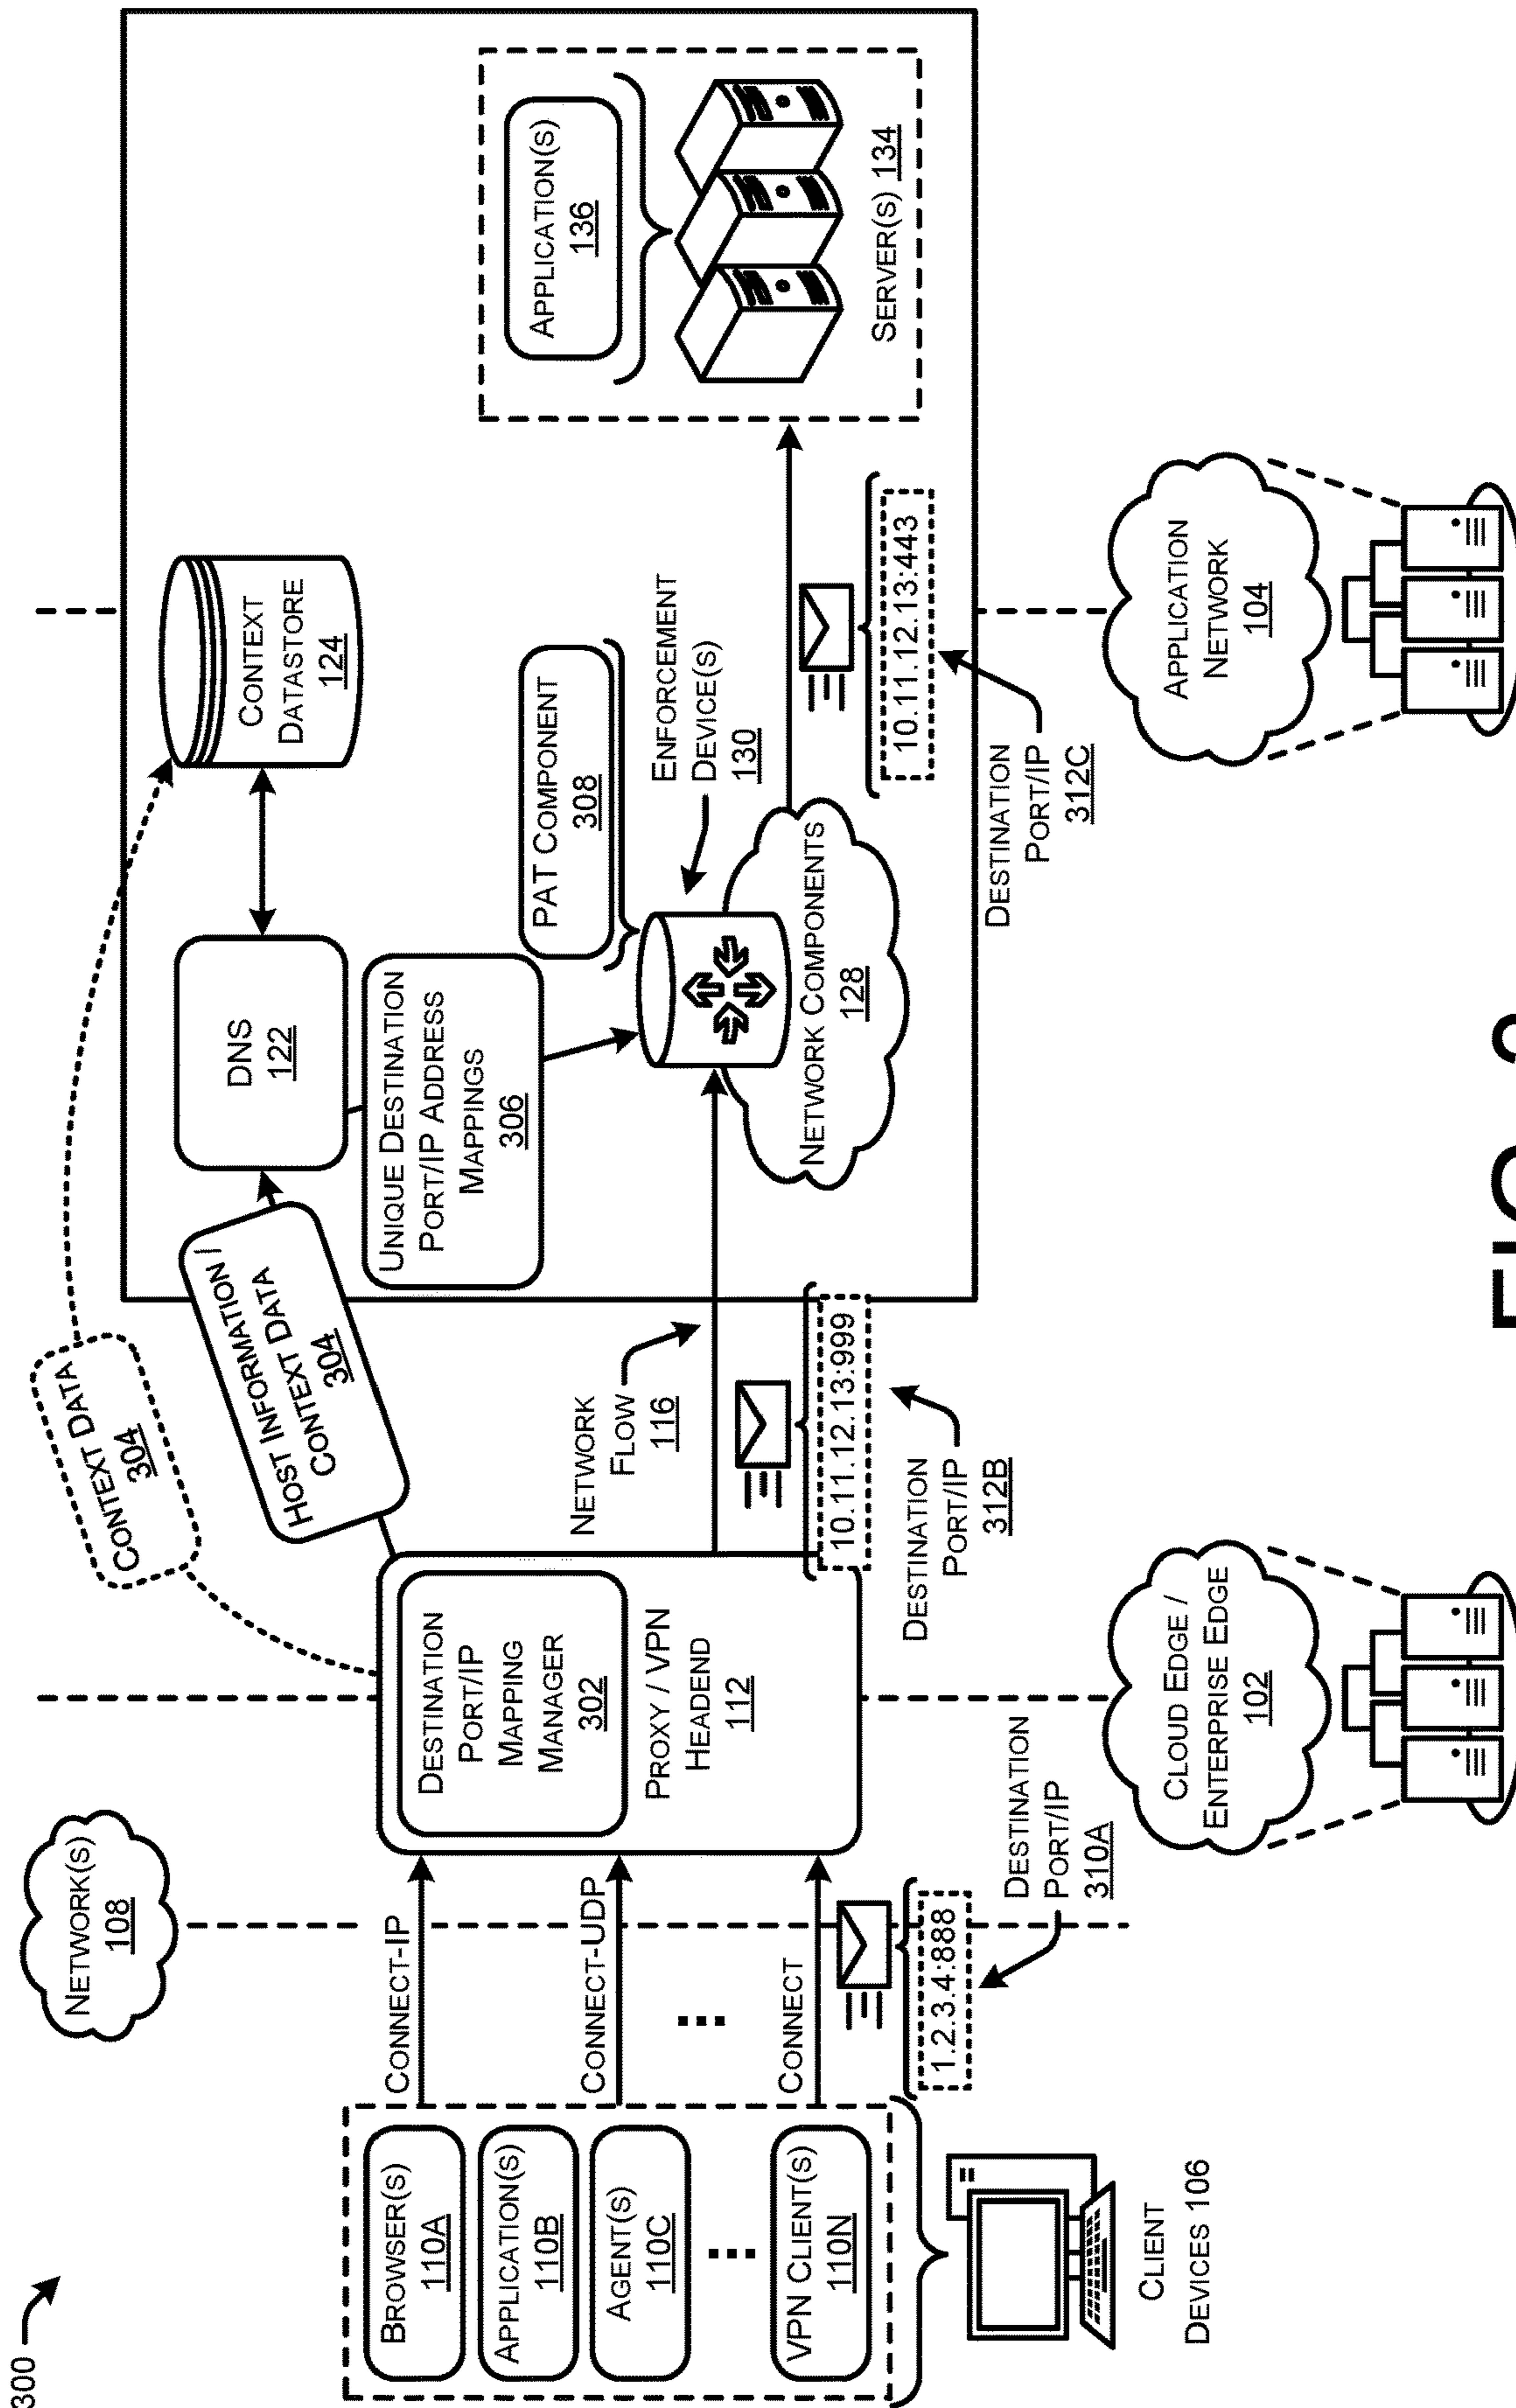 300
NETWORK(S)
108
BROWSER(S)
110A
APPLICATION(S)
110B
AGENT(S)
110C
...
VPN CLIENT(S)
110N
CLIENT
DEVICES 106
CONNECT-IP
CONNECT-UDP
...
CONNECT
1.2.3.4:888
DESTINATION
PORT/IP
310A
DESTINATION
PORT/IP
MAPPING
MANAGER
302
PROXY / VPN
HEADEND
112
CLOUD EDGE /
ENTERPRISE EDGE
102
CONTEXT DATA
304
HOST INFORMATION /
CONTEXT DATA
304
NETWORK
FLOW
116
10.11.12.13:999
DESTINATION
PORT/IP
312B
DNS
122
UNIQUE DESTINATION
PORT/IP ADDRESS
MAPPINGS
306
CONTEXT
DATASTORE
124
PAT COMPONENT
308
ENFORCEMENT
DEVICE(S)
130
NETWORK COMPONENTS
128
10.11.12.13:443
DESTINATION
PORT/IP
312C
APPLICATION(S)
136
SERVER(S) 134
APPLICATION
NETWORK
104
FIG.